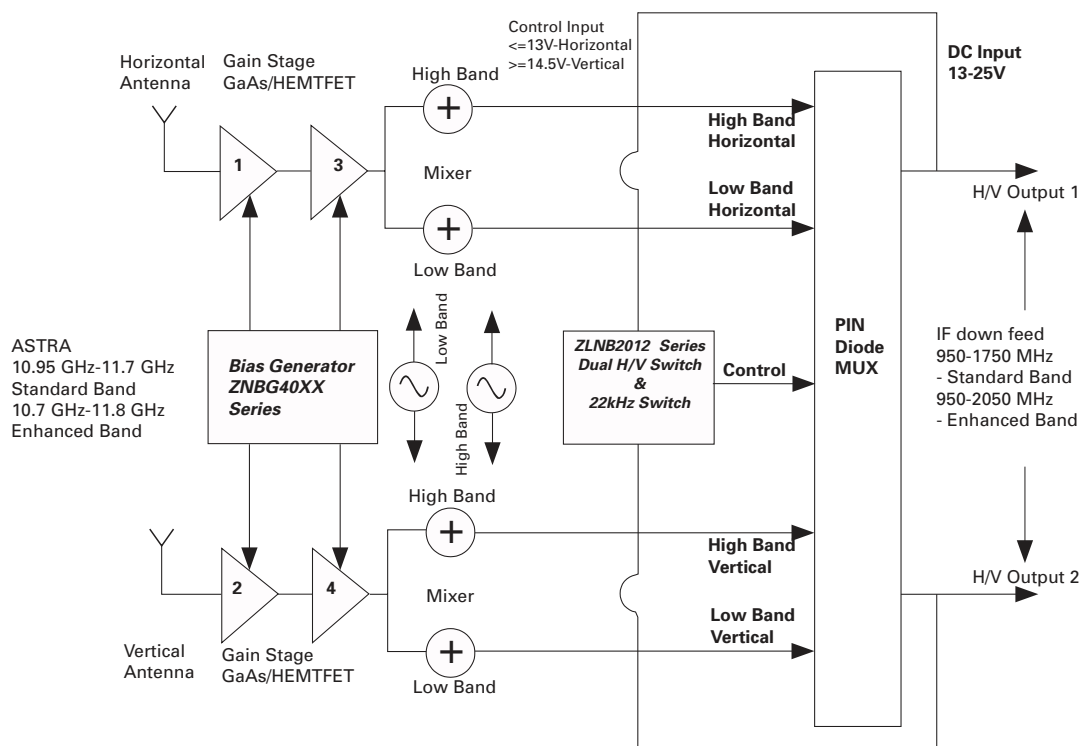 Control Input
<=13V-Horizontal
>=14.5V-Vertical
DC Input
13-25V
Horizontal
Antenna
Gain Stage
GaAs/HEMTFET
High Band
+
1
3
Mixer
High Band
Horizontal
Low Band
Horizontal
H/V Output 1
+
Low Band
ASTRA
10.95 GHz-11.7 GHz
Standard Band
10.7 GHz-11.8 GHz
Enhanced Band
Bias Generator
ZNBG40XX
Series
Low Band
High Band
ZLNB2012 Series
Dual H/V Switch
&
22kHz Switch
Control
PIN
Diode
MUX
IF down feed
950-1750 MHz
- Standard Band
950-2050 MHz
- Enhanced Band
High Band
+
2
4
Mixer
High Band
Vertical
Low Band
Vertical
H/V Output 2
Vertical
Antenna
Gain Stage
GaAs/HEMTFET
+
Low Band